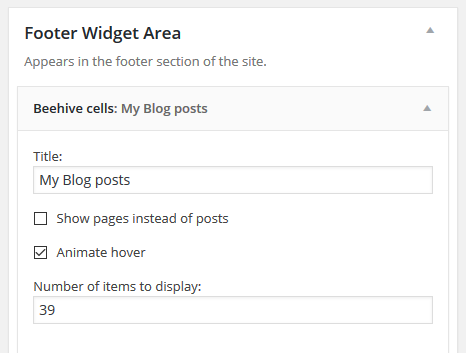 Footer Widget Area
Appears in the footer section of the site.
Beehive cells: My Blog posts
Title:
My Blog posts
Show pages instead of posts
Animate hover
Number of items to display:
39